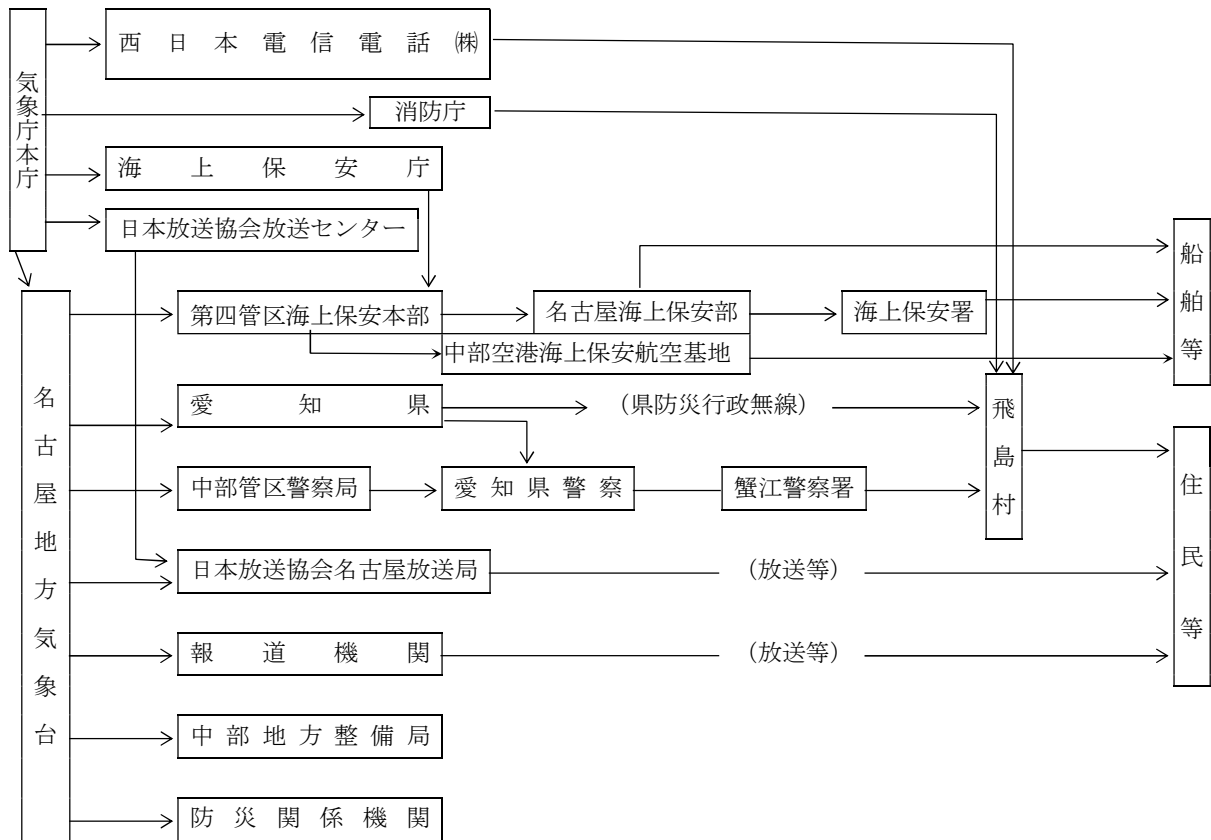 気象庁本庁
西日本電信電話㈱
消防庁
海上保安庁
日本放送協会放送センター
船舶等
名古屋地方気象台
第四管区海上保安本部
名古屋海上保安部
海上保安署
中部空港海上保安航空基地
愛知県
(県防災行政無線)
飛島村
中部管区警察局
愛知県警察
蟹江警察署
住民等
日本放送協会名古屋放送局
(放送等)
報道機関
(放送等)
中部地方整備局
防災関係機関